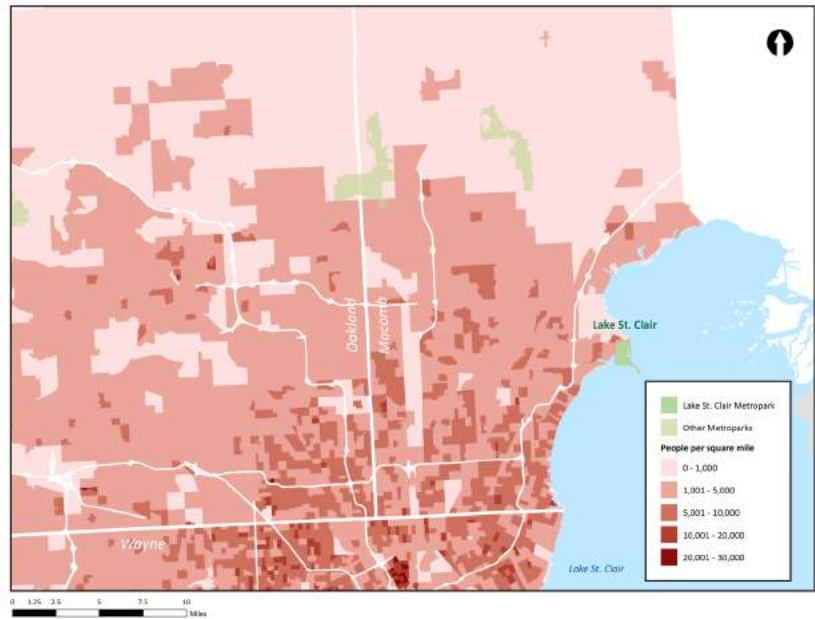 Oakland
Macomb
Lake St. Clair
Wayne
Lake St. Clair
Lake St. Clair Metropark
Other Metroparks
People per square mile
0 - 1,000
1,001 - 5,000
5,001 - 10,000
10,001 - 20,000
20,001 - 30,000
0 1.25 2.5 5 7.5 10
Miles